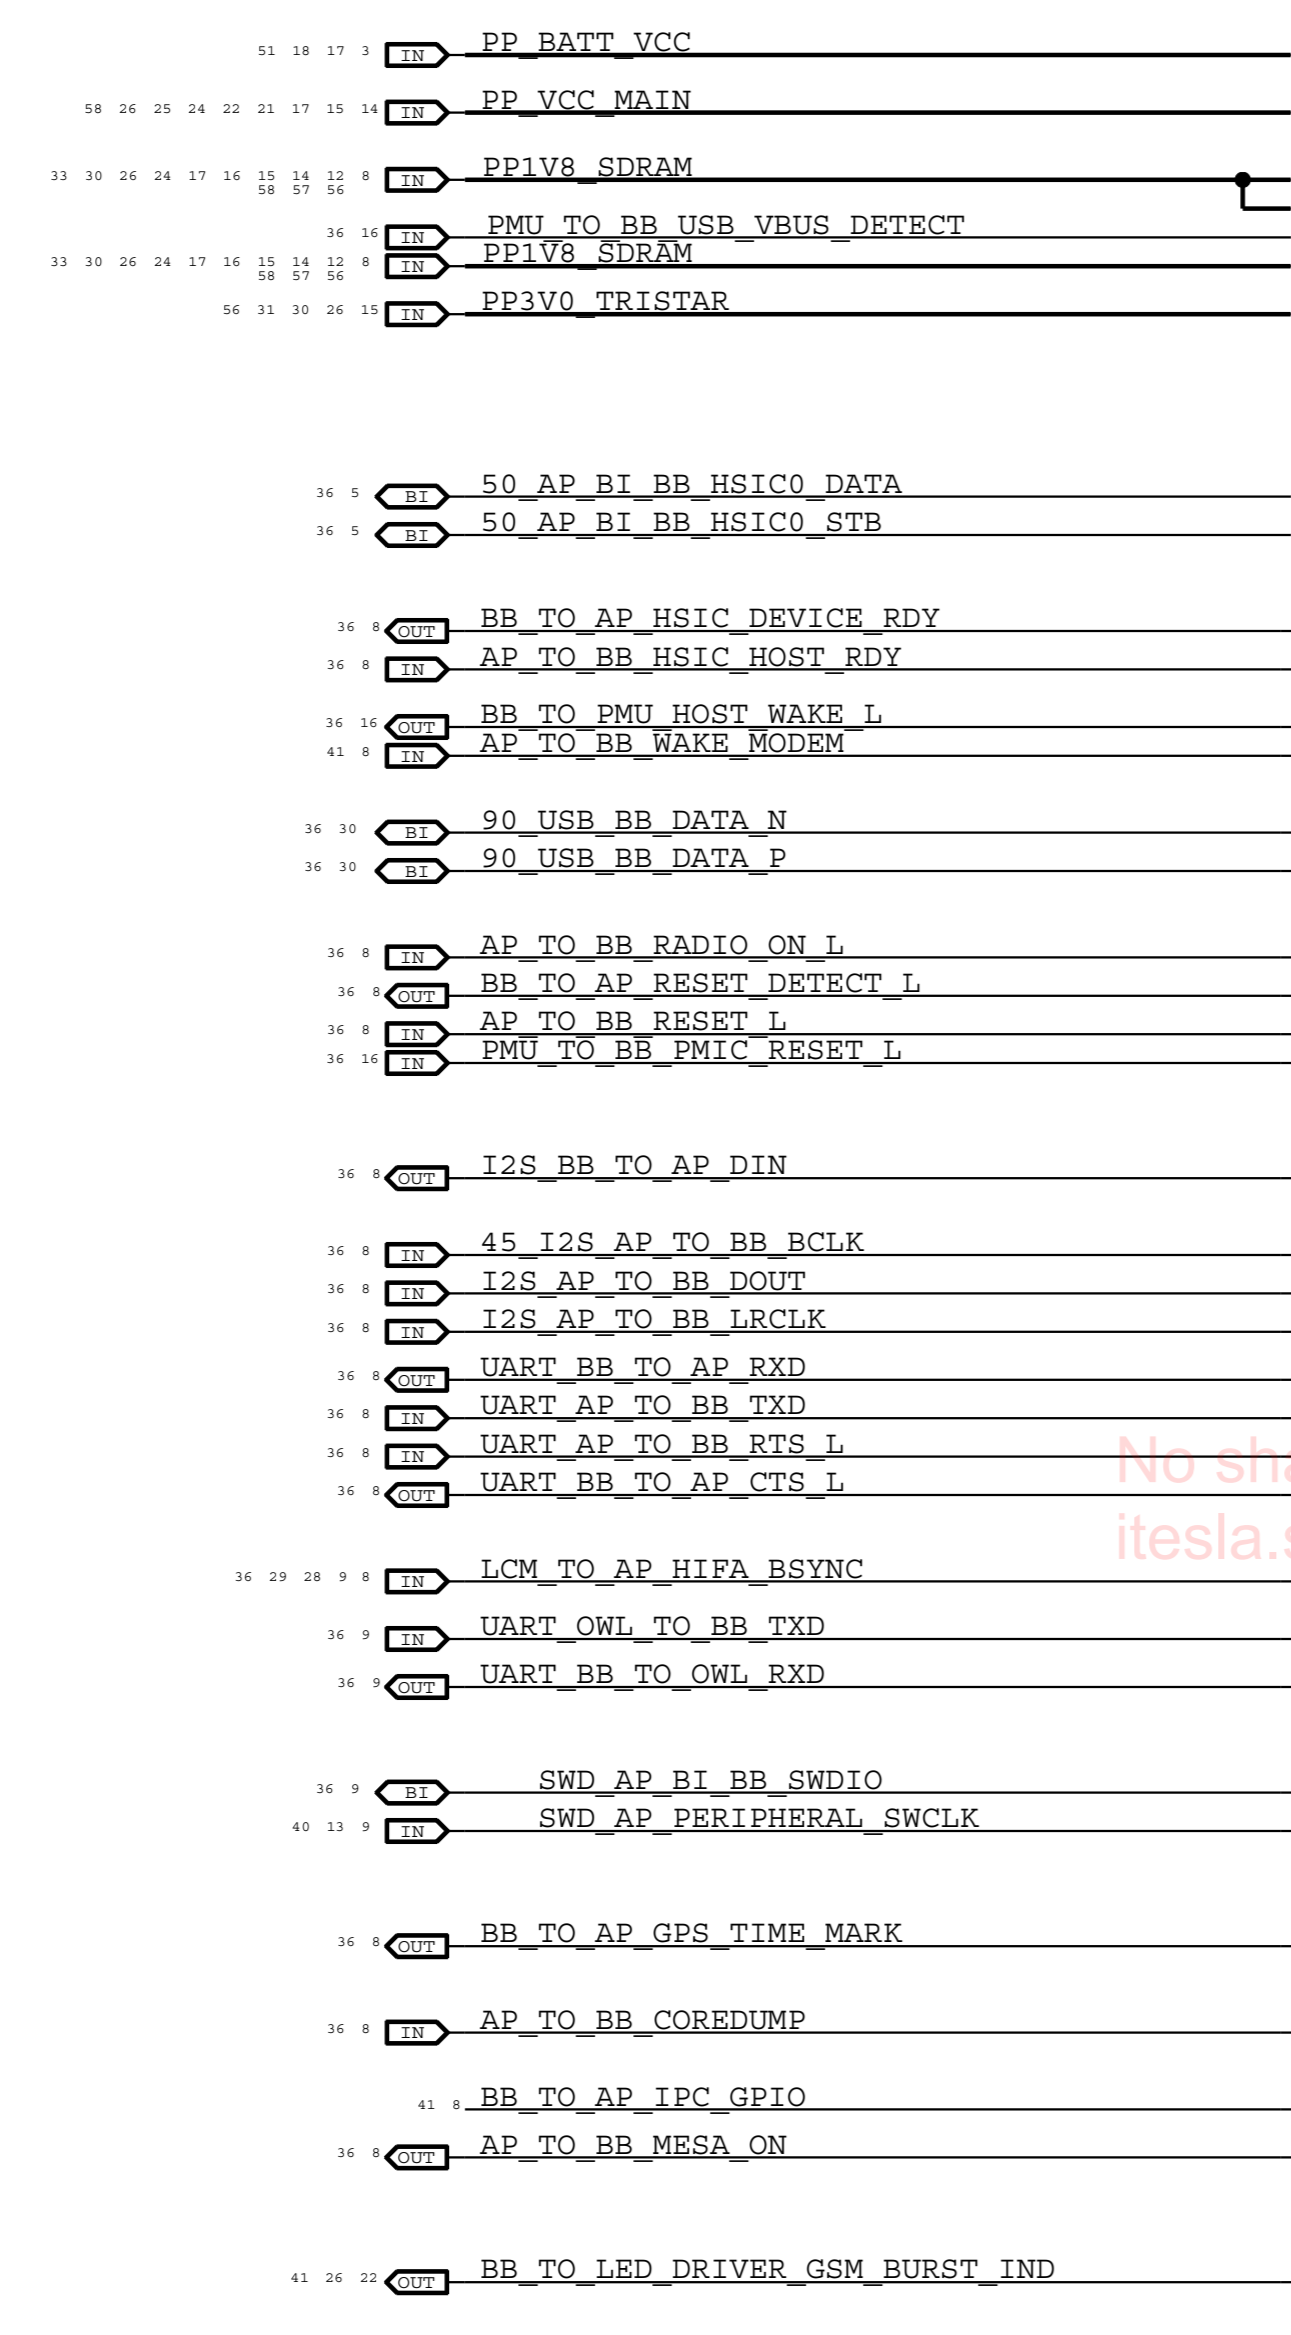 51 18 17 3 IN PP_BATT_VCC
58 26 25 24 22 21 17 15 14 IN PP_VCC_MAIN
33 30 26 24 17 16 15 14 12 8 IN PP1V8_SDRAM
58 57 56
36 16 IN PMU_TO_BB_USB_VBUS_DETECT
33 30 26 24 17 16 15 14 12 8 IN PP1V8_SDRAM
58 57 56
56 31 30 26 15 IN PP3V0_TRISTAR
36 5 BI 50_AP_BI_BB_HSIC0_DATA
36 5 BI 50_AP_BI_BB_HSIC0_STB
36 8 OUT BB_TO_AP_HSIC_DEVICE_RDY
36 8 IN AP_TO_BB_HSIC_HOST_RDY
36 16 OUT BB_TO_PMU_HOST_WAKE_L
41 8 IN AP_TO_BB_WAKE_MODEM
36 30 BI 90_USB_BB_DATA_N
36 30 BI 90_USB_BB_DATA_P
36 8 IN AP_TO_BB_RADIO_ON_L
36 8 OUT BB_TO_AP_RESET_DETECT_L
36 8 IN AP_TO_BB_RESET_L
36 16 IN PMU_TO_BB_PMIC_RESET_L
36 8 OUT I2S_BB_TO_AP_DIN
36 8 IN 45_I2S_AP_TO_BB_BCLK
36 8 IN I2S_AP_TO_BB_DOUT
36 8 IN I2S_AP_TO_BB_LRCLK
36 8 OUT UART_BB_TO_AP_RXD
36 8 IN UART_AP_TO_BB_TXD
36 8 IN UART_AP_TO_BB_RTS_L
No sh
36 8 OUT UART_BB_TO_AP_CTS_L
itesla.
36 29 28 9 8 IN LCM_TO_AP_HIFA_BSYNC
36 9 IN UART_OWL_TO_BB_TXD
36 9 OUT UART_BB_TO_OWL_RXD
36 9 BI SWD_AP_BI_BB_SWDIO
40 13 9 IN SWD_AP_PERIPHERAL_SWCLK
36 8 OUT BB_TO_AP_GPS_TIME_MARK
36 8 IN AP_TO_BB_COREDUMP
41 8 BB_TO_AP_IPC_GPIO
36 8 OUT AP_TO_BB_MESA_ON
41 26 22 OUT BB_TO_LED_DRIVER_GSM_BURST_IND